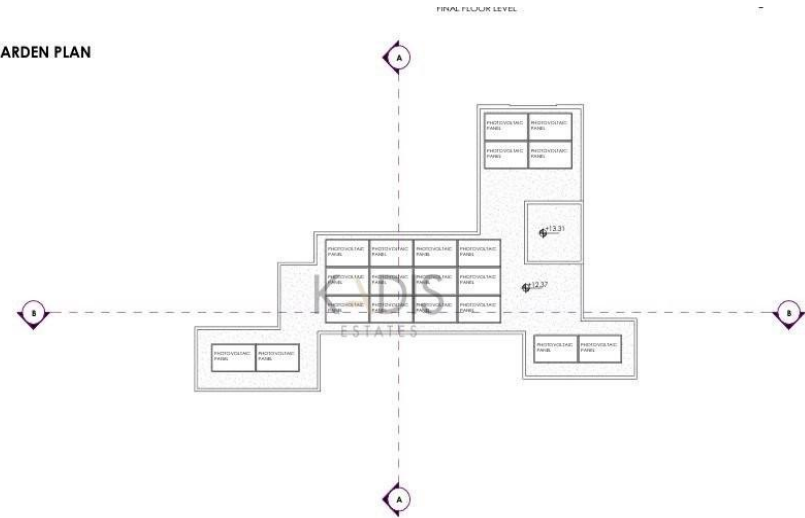 FINAL FLOOR LEVEL
ARDEN PLAN
A
PHOTOVOLTAIC PHOTOVOLTAIC
PANEL PANEL
PHOTOVOLTAIC PHOTOVOLTAIC
PANEL PANEL
+13.31
PHOTOVOLTAIC PHOTOVOLTAIC PHOTOVOLTAIC PHOTOVOLTAIC
PANEL PANEL PANEL PANEL
PHOTOVOLTAIC PHOTOVOLTAIC PHOTOVOLTAIC PHOTOVOLTAIC
PANEL PANEL PANEL PANEL
+12.37
PHOTOVOLTAIC PHOTOVOLTAIC PHOTOVOLTAIC PHOTOVOLTAIC
PANEL PANEL PANEL PANEL
KADIS
ESTATES
B B
PHOTOVOLTAIC PHOTOVOLTAIC
PANEL PANEL
PHOTOVOLTAIC PHOTOVOLTAIC
PANEL PANEL
A